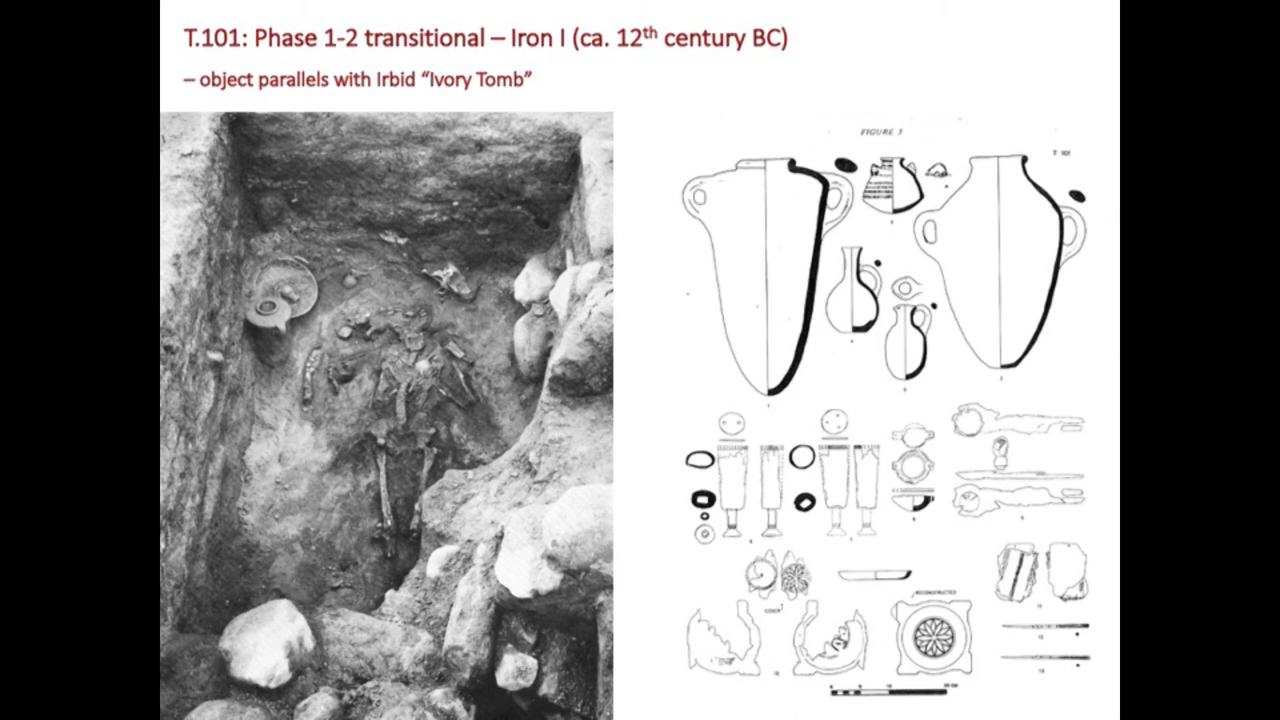 T.101: Phase 1-2 transitional – Iron I (ca. 12th century BC)
– object parallels with Irbid “Ivory Tomb”
FIGURE 3
T 101
COVER
RECONSTRUCTED